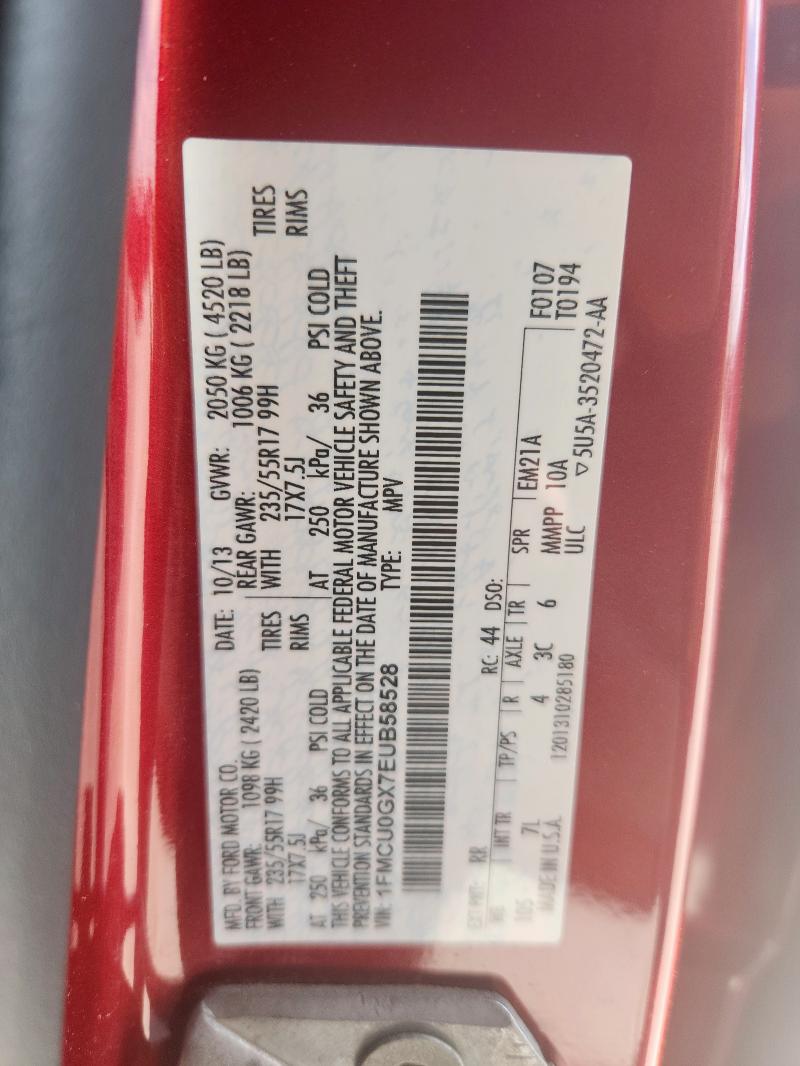 MFD. BY FORD MOTOR CO. DATE: 10/13 GVWR: 2050 KG ( 4520 LB)
FRONT GAWR: 1098 KG ( 2420 LB) REAR GAWR: 1006 KG ( 2218 LB)
WITH 235/55R17 99H TIRES WITH 235/55R17 99H TIRES
17X7.5J RIMS 17X7.5J RIMS
AT 250 kPa/ 36 PSI COLD AT 250 kPa/ 36 PSI COLD
THIS VEHICLE CONFORMS TO ALL APPLICABLE FEDERAL MOTOR VEHICLE SAFETY AND THEFT
PREVENTION STANDARDS IN EFFECT ON THE DATE OF MANUFACTURE SHOWN ABOVE.
VIN: 1FMCU0GX7EUB58528 TYPE: MPV
EXT PNT: RR RC: 44 DSO:
WB INT TR TP/PS R AXLE TR SPR EM21A F0107
105 7L 4 3C 6 MMPP 10A T0194
MADE IN U.S.A. ULC
1201310285180 ▽5U5A-3520472-AA